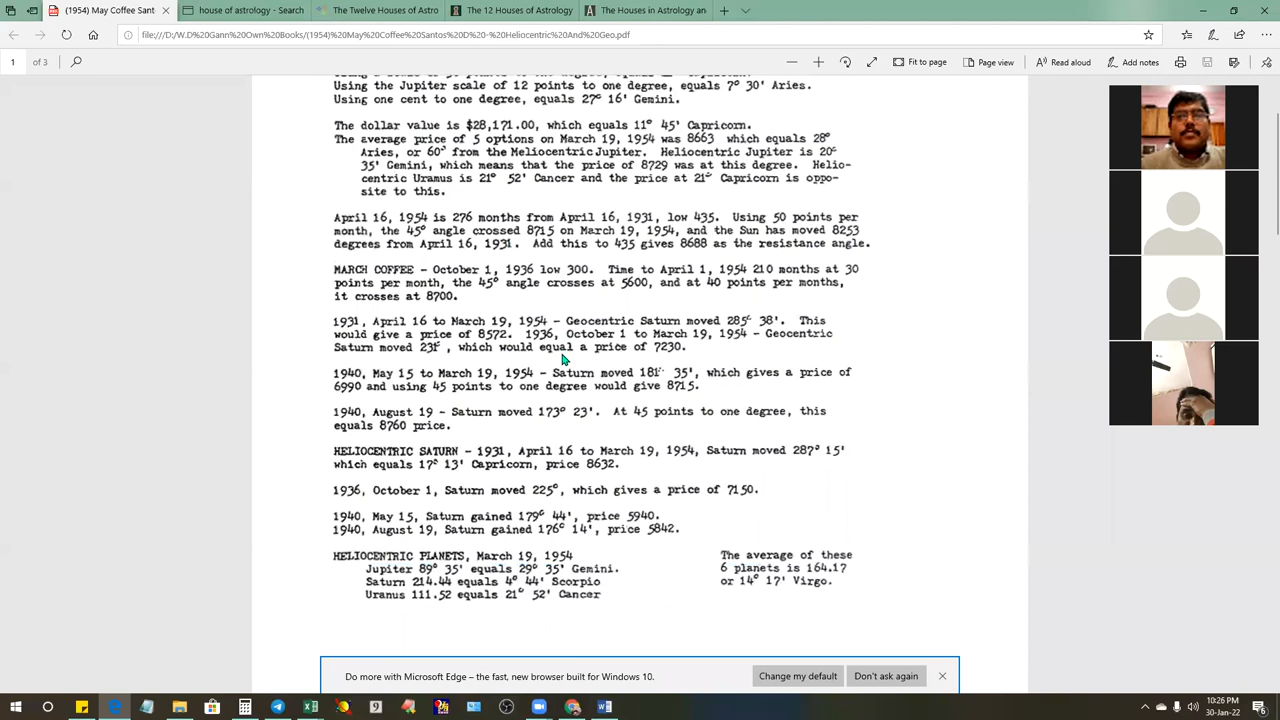 (1954) May Coffee Sant
house of astrology - Search
The Twelve Houses of Astro
The 12 Houses of Astrology
The Houses in Astrology an
file:///D:/W.D%20Gann%20Own%20Books/(1954)%20May%20Coffee%20Santos%20D%20-%20Heliocentric%20And%20Geo.pdf
1 of 3
Fit to page
Page view
Read aloud
Add notes
Using the Jupiter scale of 12 points to one degree, equals 7° 30' Aries.
Using one cent to one degree, equals 27° 16' Gemini.
The dollar value is $28,171.00, which equals 11° 45' Capricorn.
The average price of 5 options on March 19, 1954 was 8663 which equals 28°
Aries, or 60° from the MeliocentricJupiter. Heliocentric Jupiter is 20°
35' Gemini, which means that the price of 8729 was at this degree. Helio-
centric Uramus is 21° 52' Cancer and the price at 21° Capricorn is oppo-
site to this.
April 16, 1954 is 276 months from April 16, 1931, low 435. Using 50 points per
month, the 45° angle crossed 8715 on March 19, 1954, and the Sun has moved 8253
degrees from April 16, 1931. Add this to 435 gives 8688 as the resistance angle.
MARCH COFFEE - October 1, 1936 low 300. Time to April 1, 1954 210 months at 30
points per month, the 45° angle crosses at 5600, and at 40 points per months,
it crosses at 8700.
1931, April 16 to March 19, 1954 - Geocentric Saturn moved 285° 38'. This
would give a price of 8572. 1936, October 1 to March 19, 1954 - Geocentric
Saturn moved 231°, which would equal a price of 7230.
1940, May 15 to March 19, 1954 - Saturn moved 181° 35', which gives a price of
6990 and using 45 points to one degree would give 8715.
1940, August 19 - Saturn moved 173° 23'. At 45 points to one degree, this
equals 8760 price.
HELIOCENTRIC SATURN - 1931, April 16 to March 19, 1954, Saturn moved 287° 15'
which equals 17° 13' Capricorn, price 8632.
1936, October 1, Saturn moved 225°, which gives a price of 7150.
1940, May 15, Saturn gained 179° 44', price 5940.
1940, August 19, Saturn gained 176° 14', price 5842.
HELIOCENTRIC PLANETS, March 19, 1954
Jupiter 89° 35' equals 29° 35' Gemini.
Saturn 214.44 equals 4° 44' Scorpio
Uranus 111.52 equals 21° 52' Cancer
The average of these
6 planets is 164.17
or 14° 17' Virgo.
Do more with Microsoft Edge – the fast, new browser built for Windows 10.
Change my default
Don't ask again
10:26 PM
30-Jan-22